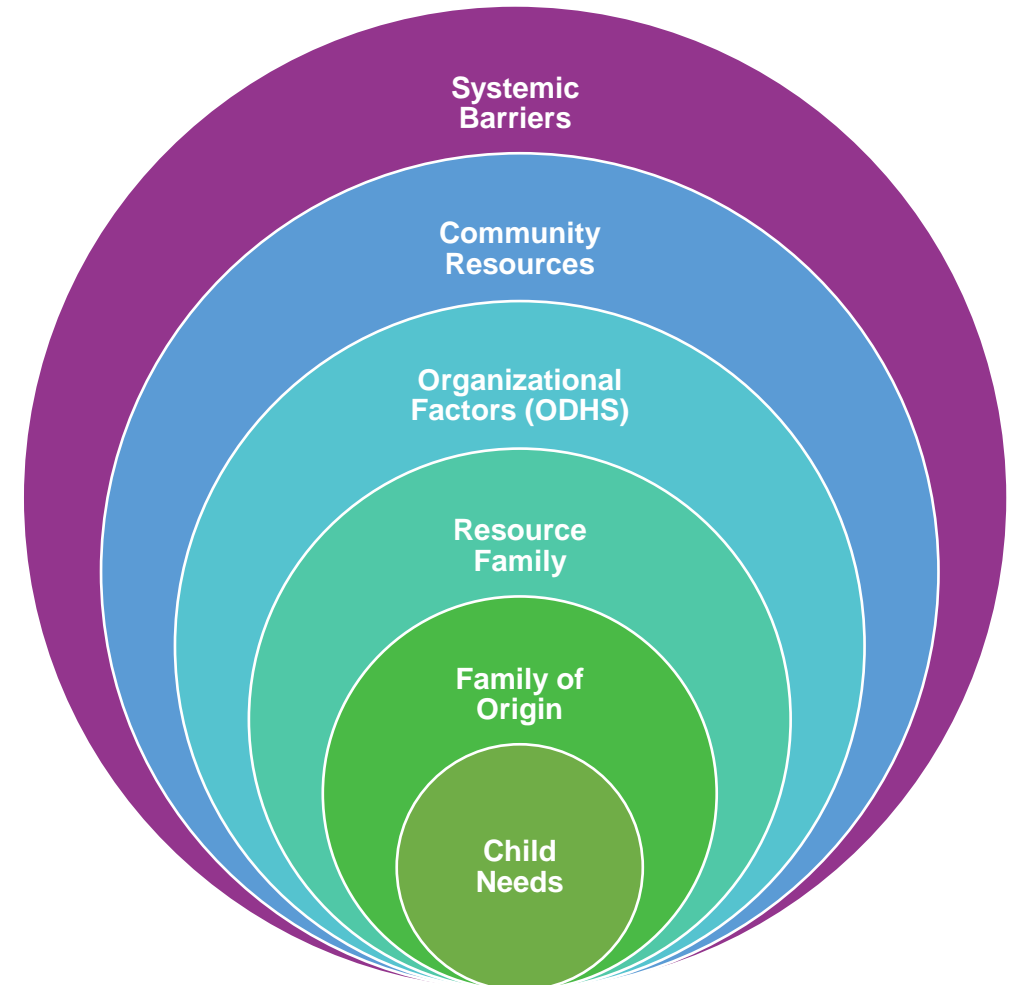 Systemic
Barriers
Community
Resources
Organizational
Factors (ODHS)
Resource
Family
Family of
Origin
Child
Needs